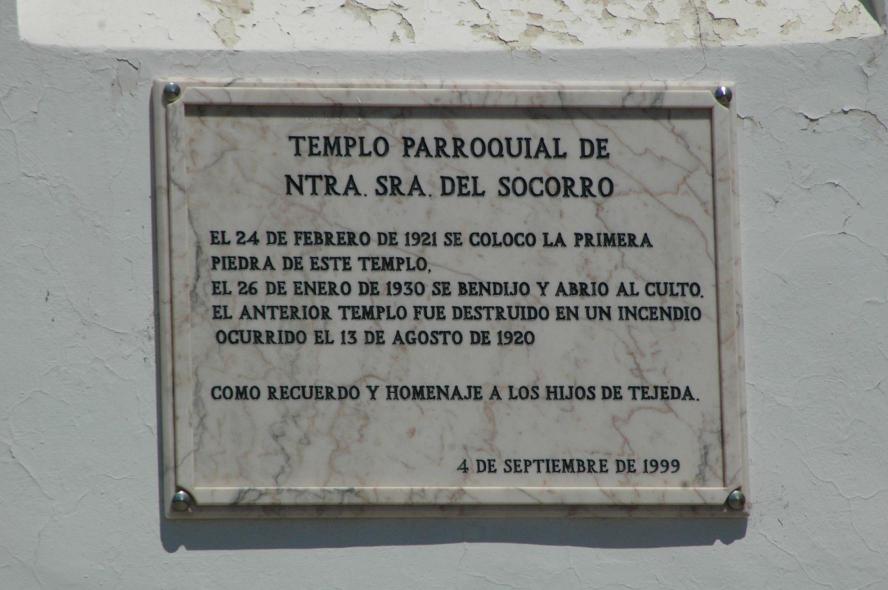 TEMPLO PARROQUIAL DE
NTRA. SRA. DEL SOCORRO
EL 24 DE FEBRERO DE 1921 SE COLOCO LA PRIMERA
PIEDRA DE ESTE TEMPLO.
EL 26 DE ENERO DE 1930 SE BENDIJO Y ABRIO AL CULTO.
EL ANTERIOR TEMPLO FUE DESTRUIDO EN UN INCENDIO
OCURRIDO EL 13 DE AGOSTO DE 1920
COMO RECUERDO Y HOMENAJE A LOS HIJOS DE TEJEDA.
4 DE SEPTIEMBRE DE 1999